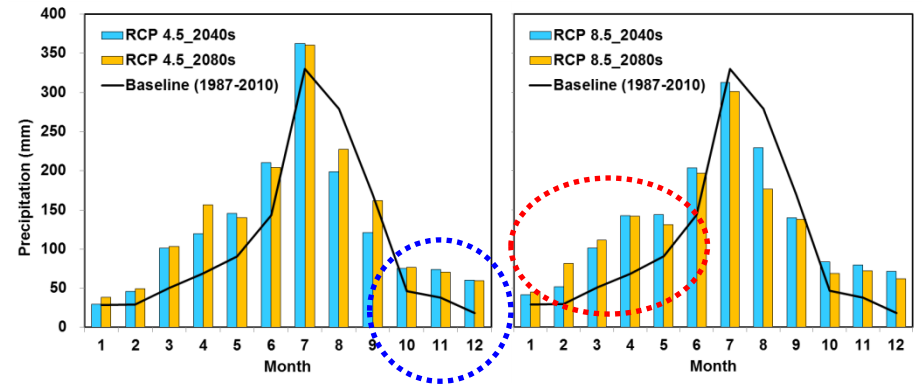 Precipitation (mm)
400
350
300
250
200
150
100
50
0
RCP 4.5_2040s
RCP 4.5_2080s
Baseline (1987-2010)
1 2 3 4 5 6 7 8 9 10 11 12
Month
RCP 8.5_2040s
RCP 8.5_2080s
Baseline (1987-2010)
1 2 3 4 5 6 7 8 9 10 11 12
Month